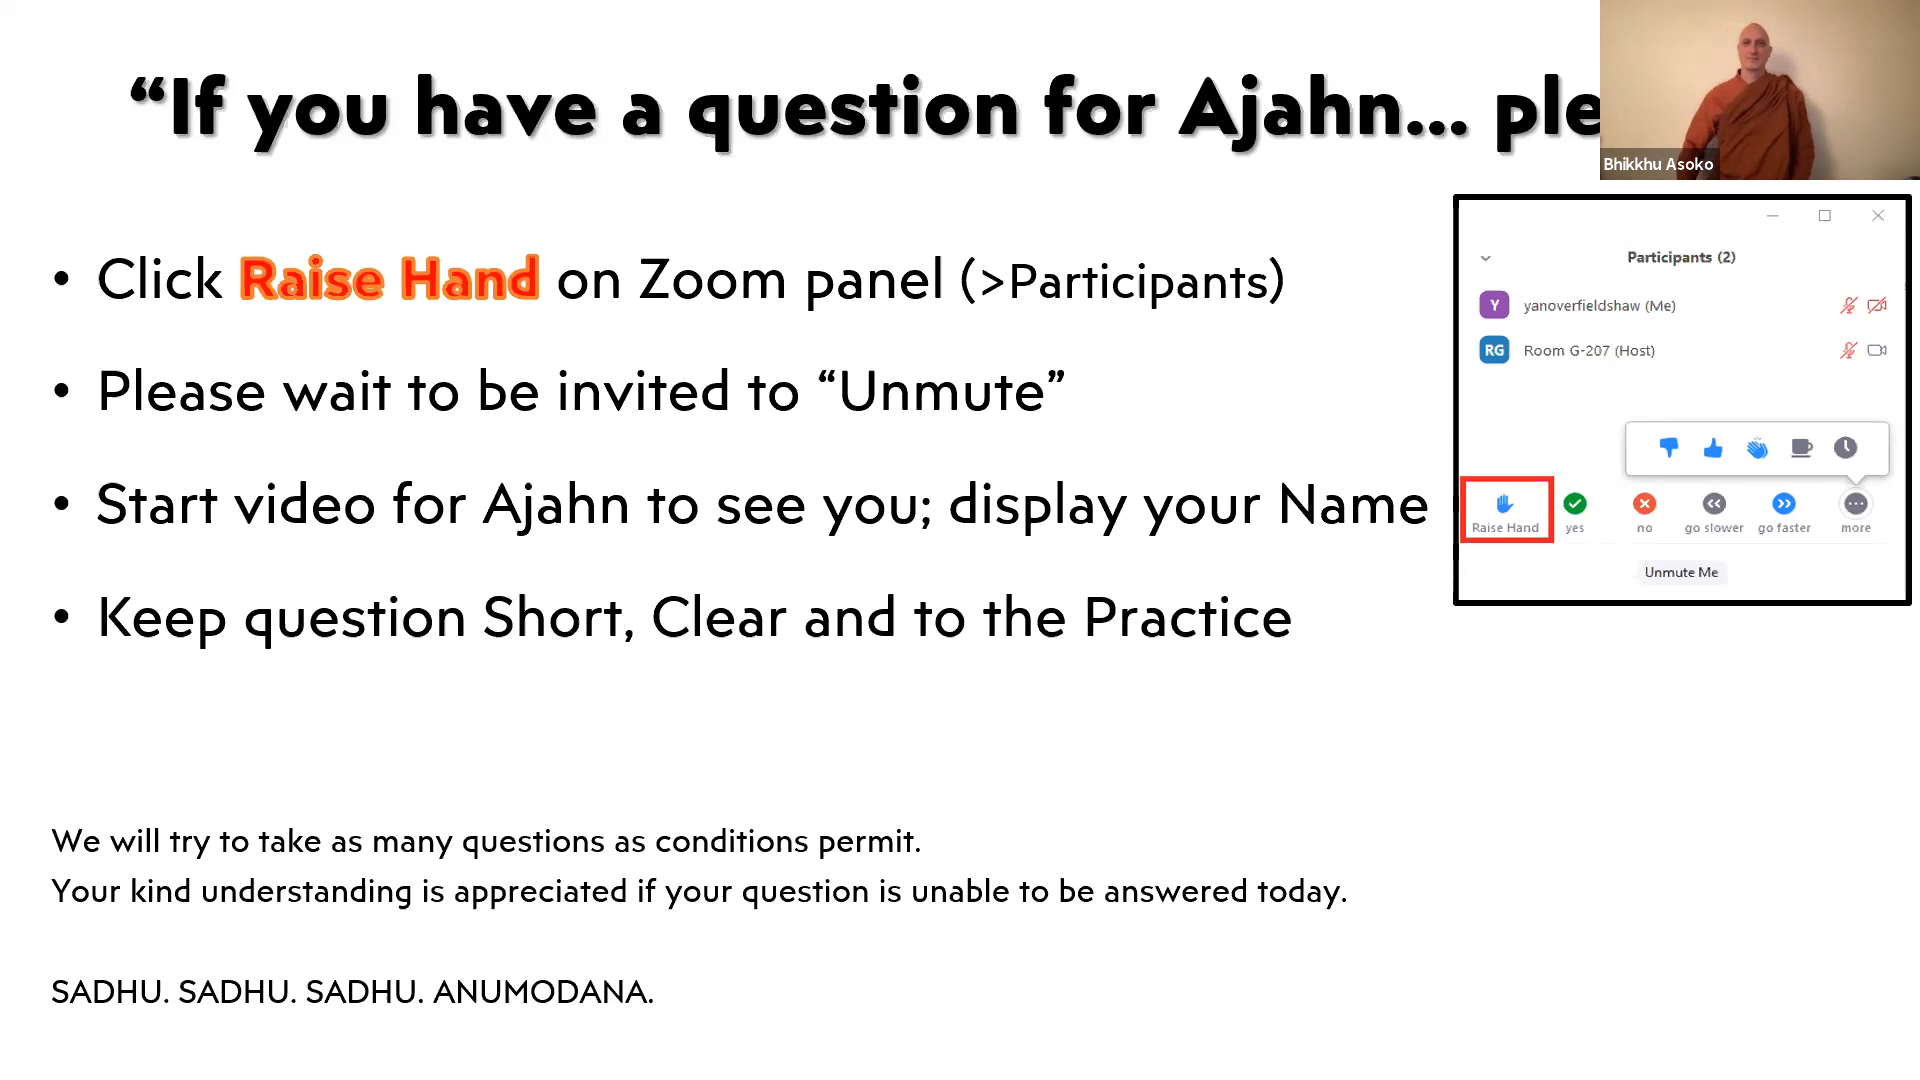 “If you have a question for Ajahn... ple
Bhikkhu Asoko
• Click Raise Hand on Zoom panel (>Participants)
• Please wait to be invited to “Unmute”
• Start video for Ajahn to see you; display your Name
• Keep question Short, Clear and to the Practice
Participants (2)
Y yanoverfieldshaw (Me)
RG Room G-207 (Host)
Raise Hand yes no go slower go faster more
Unmute Me
We will try to take as many questions as conditions permit.
Your kind understanding is appreciated if your question is unable to be answered today.
SADHU. SADHU. SADHU. ANUMODANA.